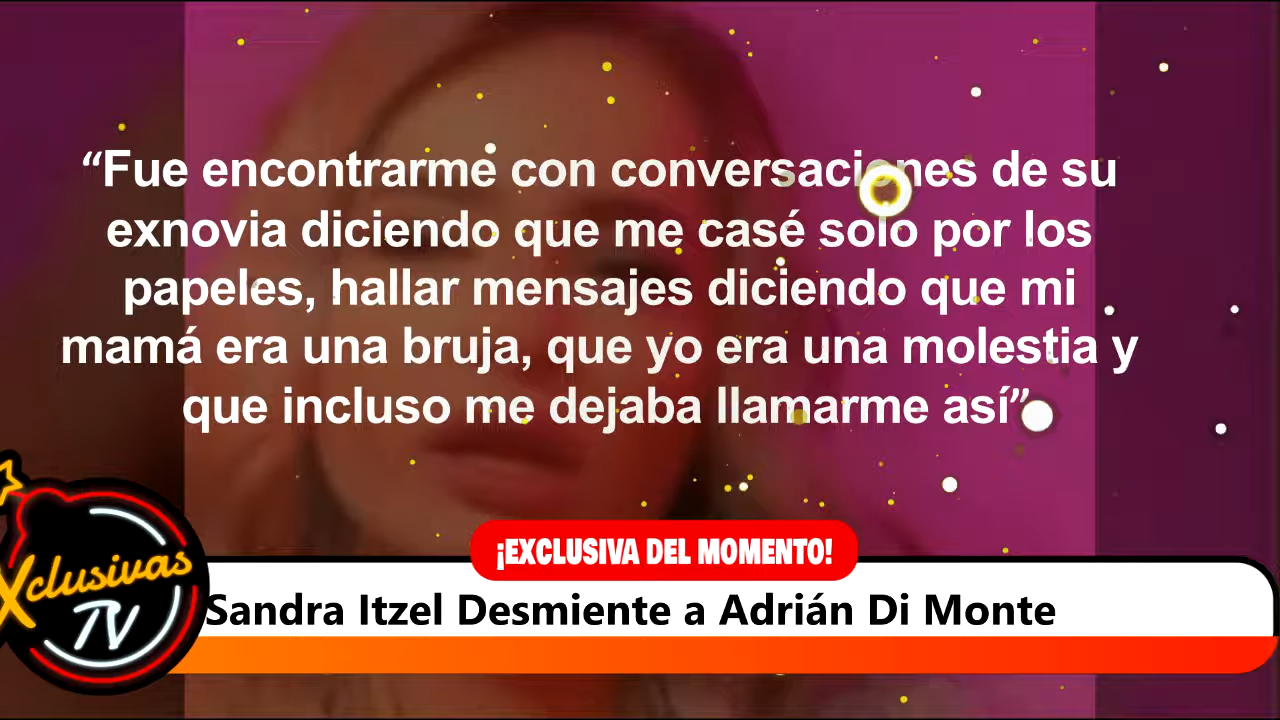 “Fue encontrarme con conversaciones de su
exnovia diciendo que me casé solo por los
papeles, hallar mensajes diciendo que mi
mamá era una bruja, que yo era una molestia y
que incluso me dejaba llamarme así”
¡EXCLUSIVA DEL MOMENTO!
Xclusivas
TV
Sandra Itzel Desmiente a Adrián Di Monte